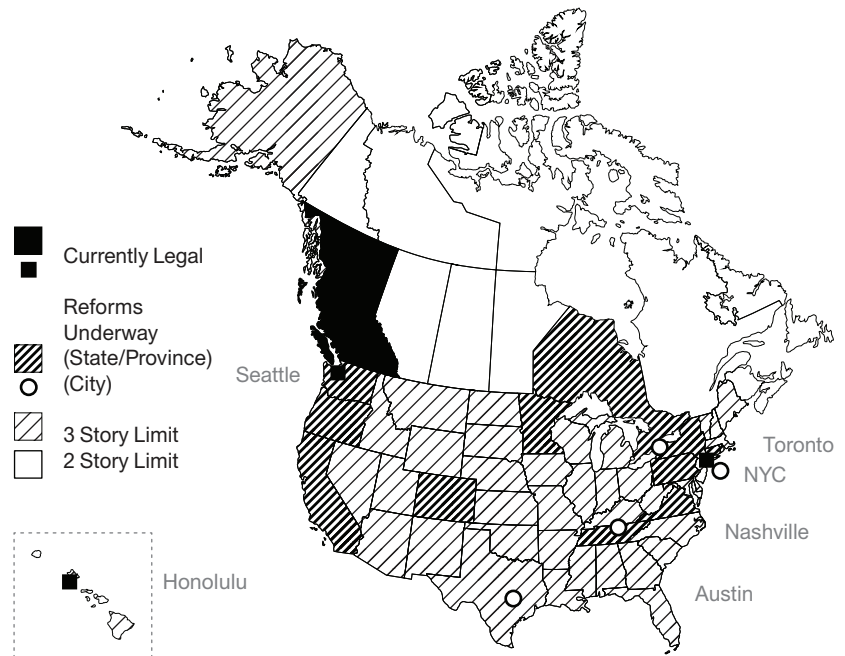 Currently Legal
Reforms
Underway
(State/Province)
(City)
3 Story Limit
2 Story Limit
Seattle
Toronto
NYC
Nashville
Austin
Honolulu